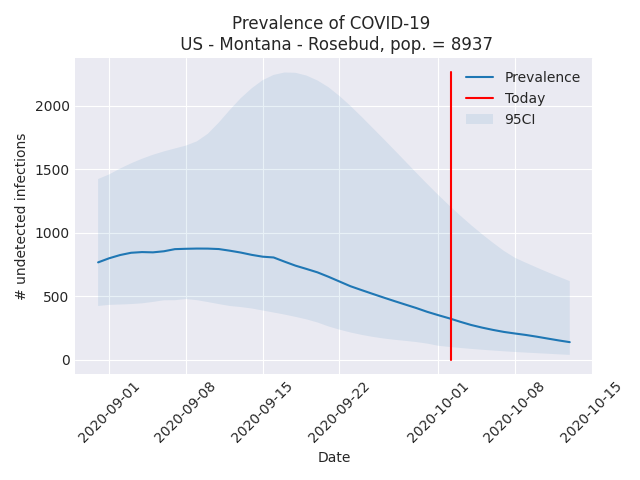 Prevalence of COVID-19
US - Montana - Rosebud, pop. = 8937
Prevalence
Today
95CI
# undetected infections
2000
1500
1000
500
0
2020-09-01
2020-09-08
2020-09-15
2020-09-22
2020-10-01
2020-10-08
2020-10-15
Date